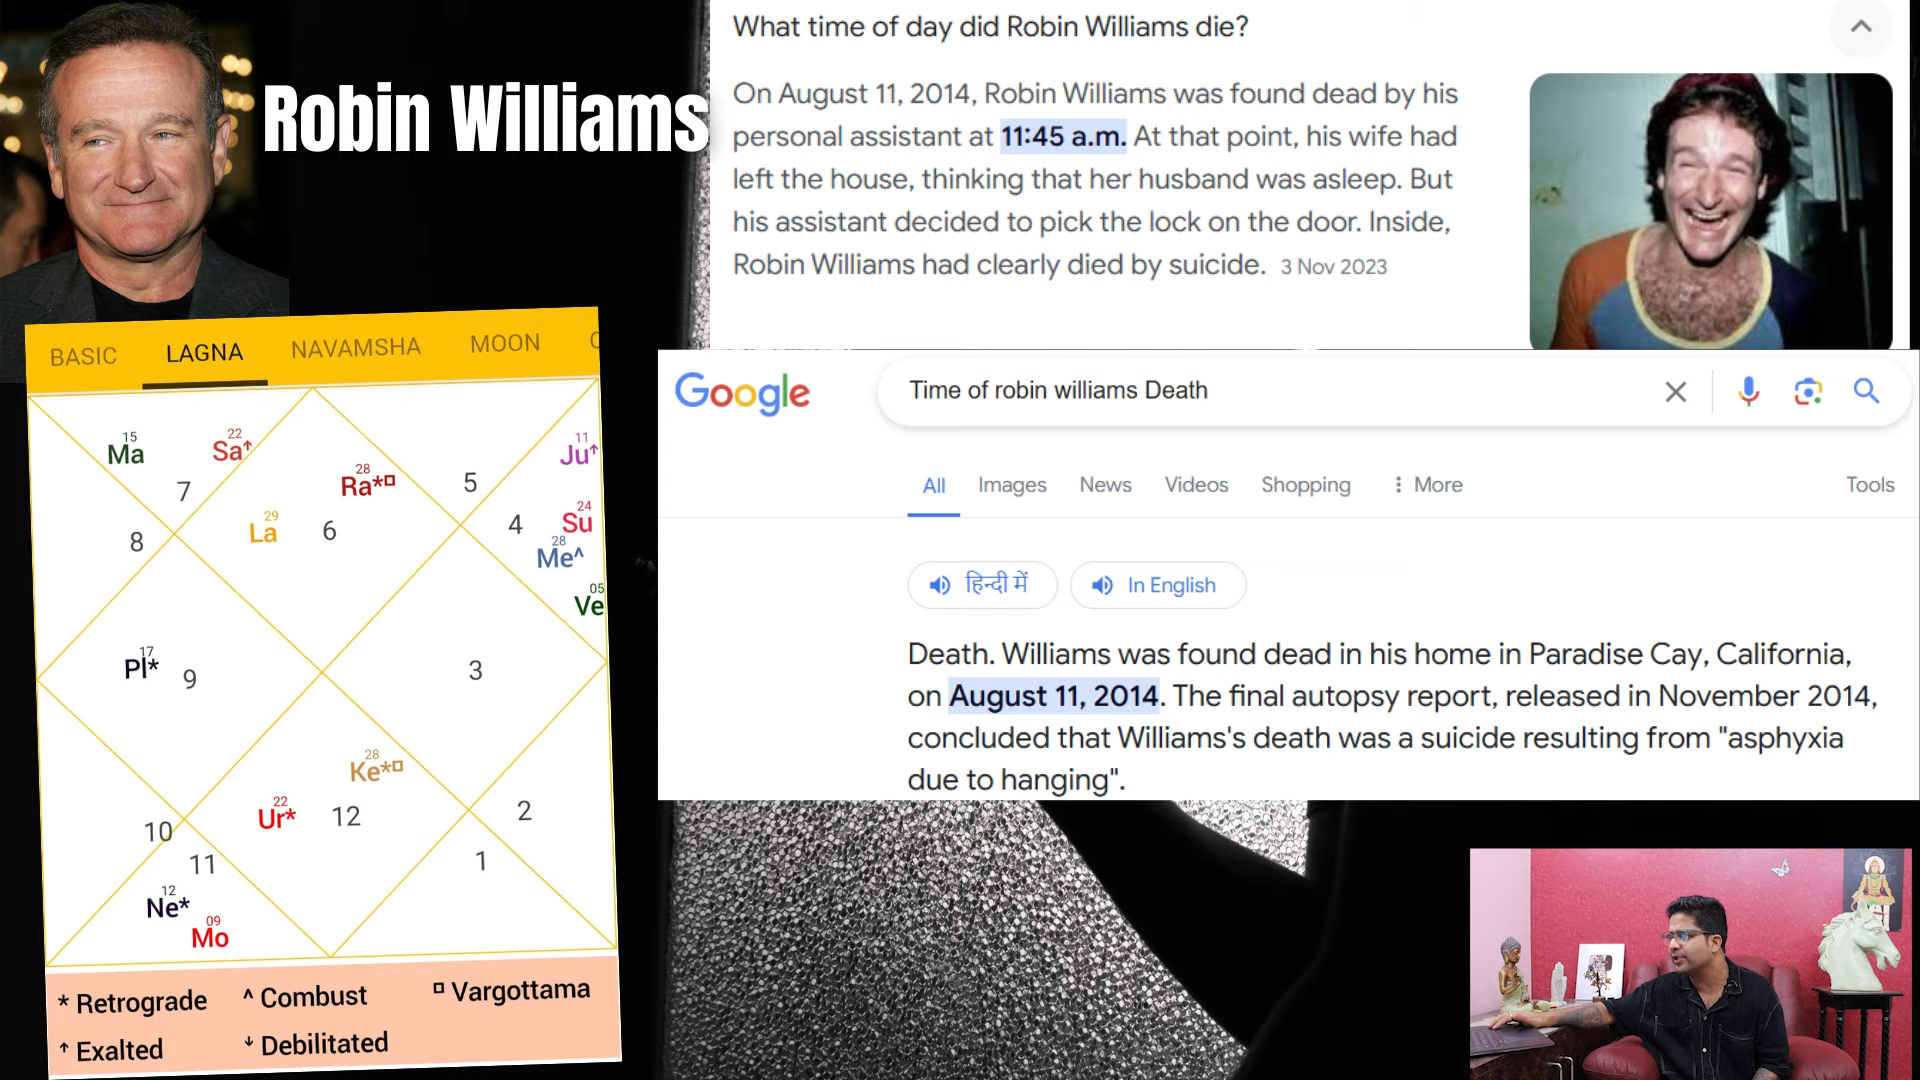 Robin Williams
What time of day did Robin Williams die?
On August 11, 2014, Robin Williams was found dead by his
personal assistant at 11:45 a.m. At that point, his wife had
left the house, thinking that her husband was asleep. But
his assistant decided to pick the lock on the door. Inside,
Robin Williams had clearly died by suicide. 3 Nov 2023
Google
Time of robin williams Death
All Images News Videos Shopping More Tools
हिन्दी में In English
Death. Williams was found dead in his home in Paradise Cay, California,
on August 11, 2014. The final autopsy report, released in November 2014,
concluded that Williams's death was a suicide resulting from "asphyxia
due to hanging".
BASIC LAGNA NAVAMSHA MOON
15 22 28 11
Ma Sa↑ Ra*□ Ju↑
7 5
29 24
La 6 4 Su
8 28
Me^
05
Ve
17
Pl* 9 3
28
Ke*□
22
Ur* 12 2
10
11 1
12
Ne*
09
Mo
* Retrograde ^ Combust □ Vargottama
↑ Exalted ↓ Debilitated